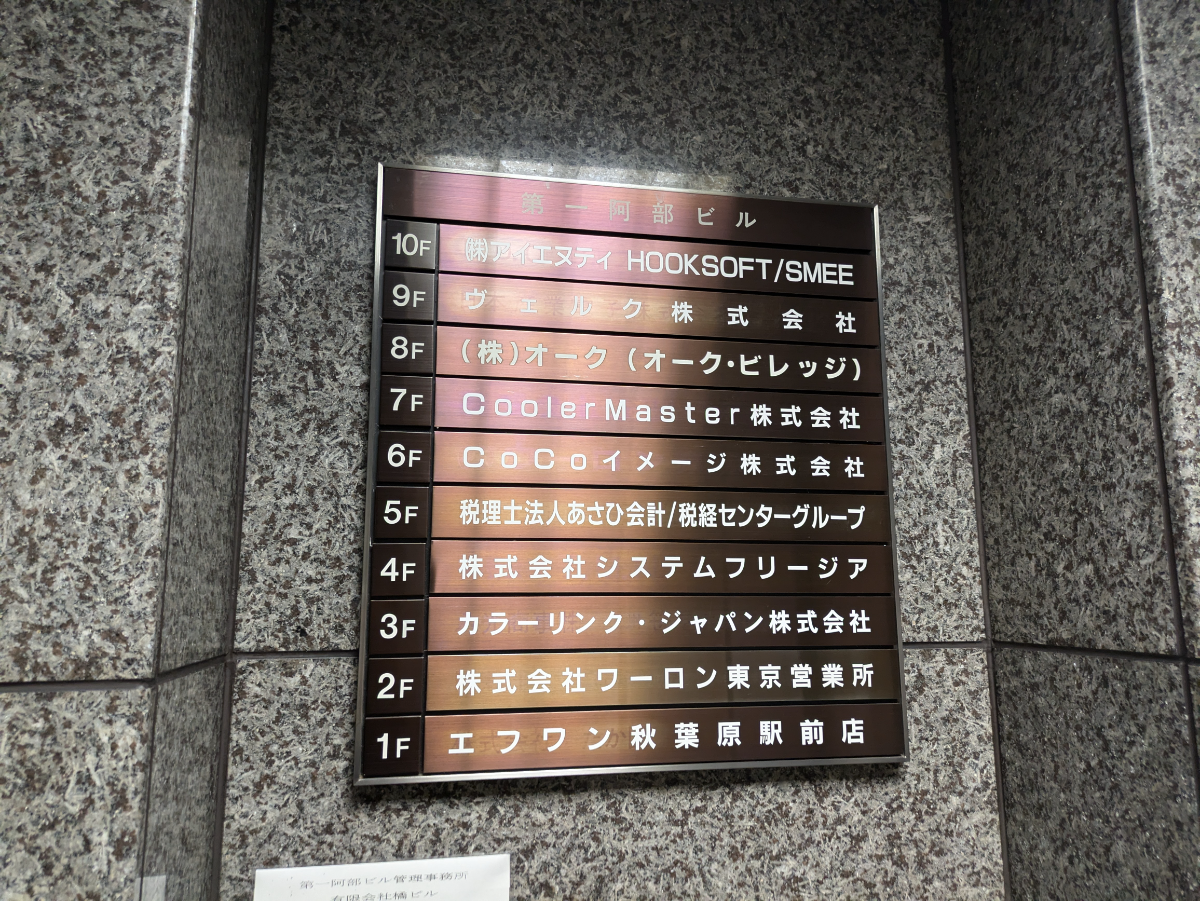 第一阿部ビル
10F ㈱アイエヌティ HOOKSOFT/SMEE
9F ヴェルク株式会社
8F (株)オーク (オーク・ビレッジ)
7F CoolerMaster株式会社
6F CoCoイメージ株式会社
5F 税理士法人あさひ会計/税経センターグループ
4F 株式会社システムフリージア
3F カラーリンク・ジャパン株式会社
2F 株式会社ワーロン東京営業所
1F エフワン秋葉原駅前店
第一阿部ビル管理事務所
有限会社橘ビル